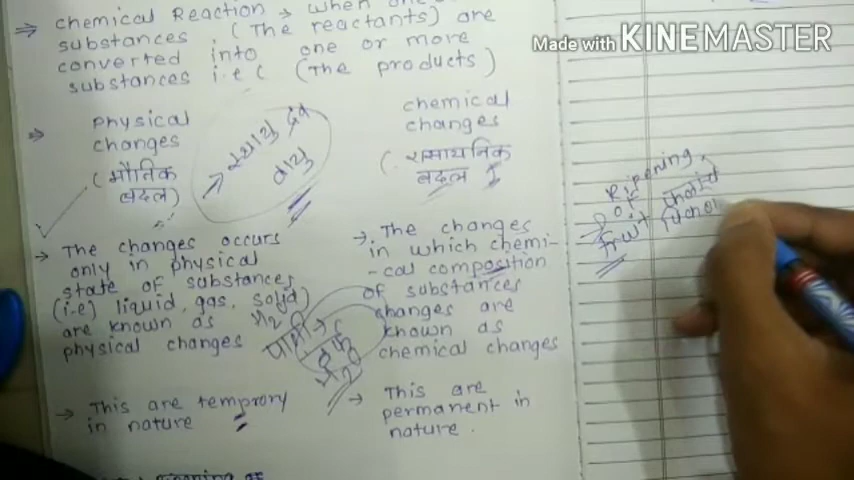 Made with KINEMASTER
⇒ chemical Reaction → when one
substances (The reactants) are
converted into one or more
substances i.e ( (The products)
⇒ physical
changes
(भौतिक
बदल)
⇒ स्थायु द्रव
वायु
chemical
changes
(रासायनिक
बदल)
→ The changes occurs
only in physical
state of substances
(i.e) liquid, gas, solid)
are known as
physical changes
→ The changes
in which chemi-
-cal composition
of substances
changes are
known as
chemical changes
पाणी →
बर्फ
→ This are temprory
in nature
→ This are
permanent in
nature.
Ripening
of
fruit